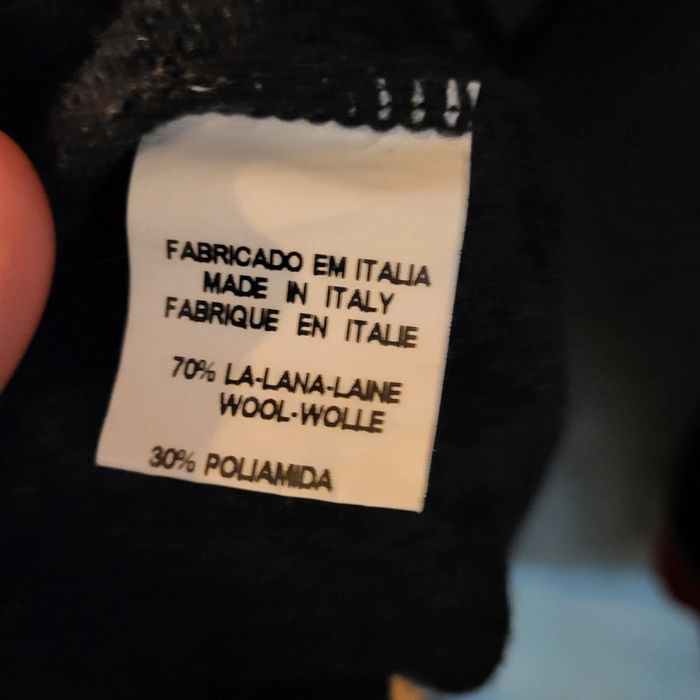 FABRICADO EM ITALIA
MADE IN ITALY
FABRIQUE EN ITALIE
70% LA-LANA-LAINE
WOOL-WOLLE
30% POLIAMIDA